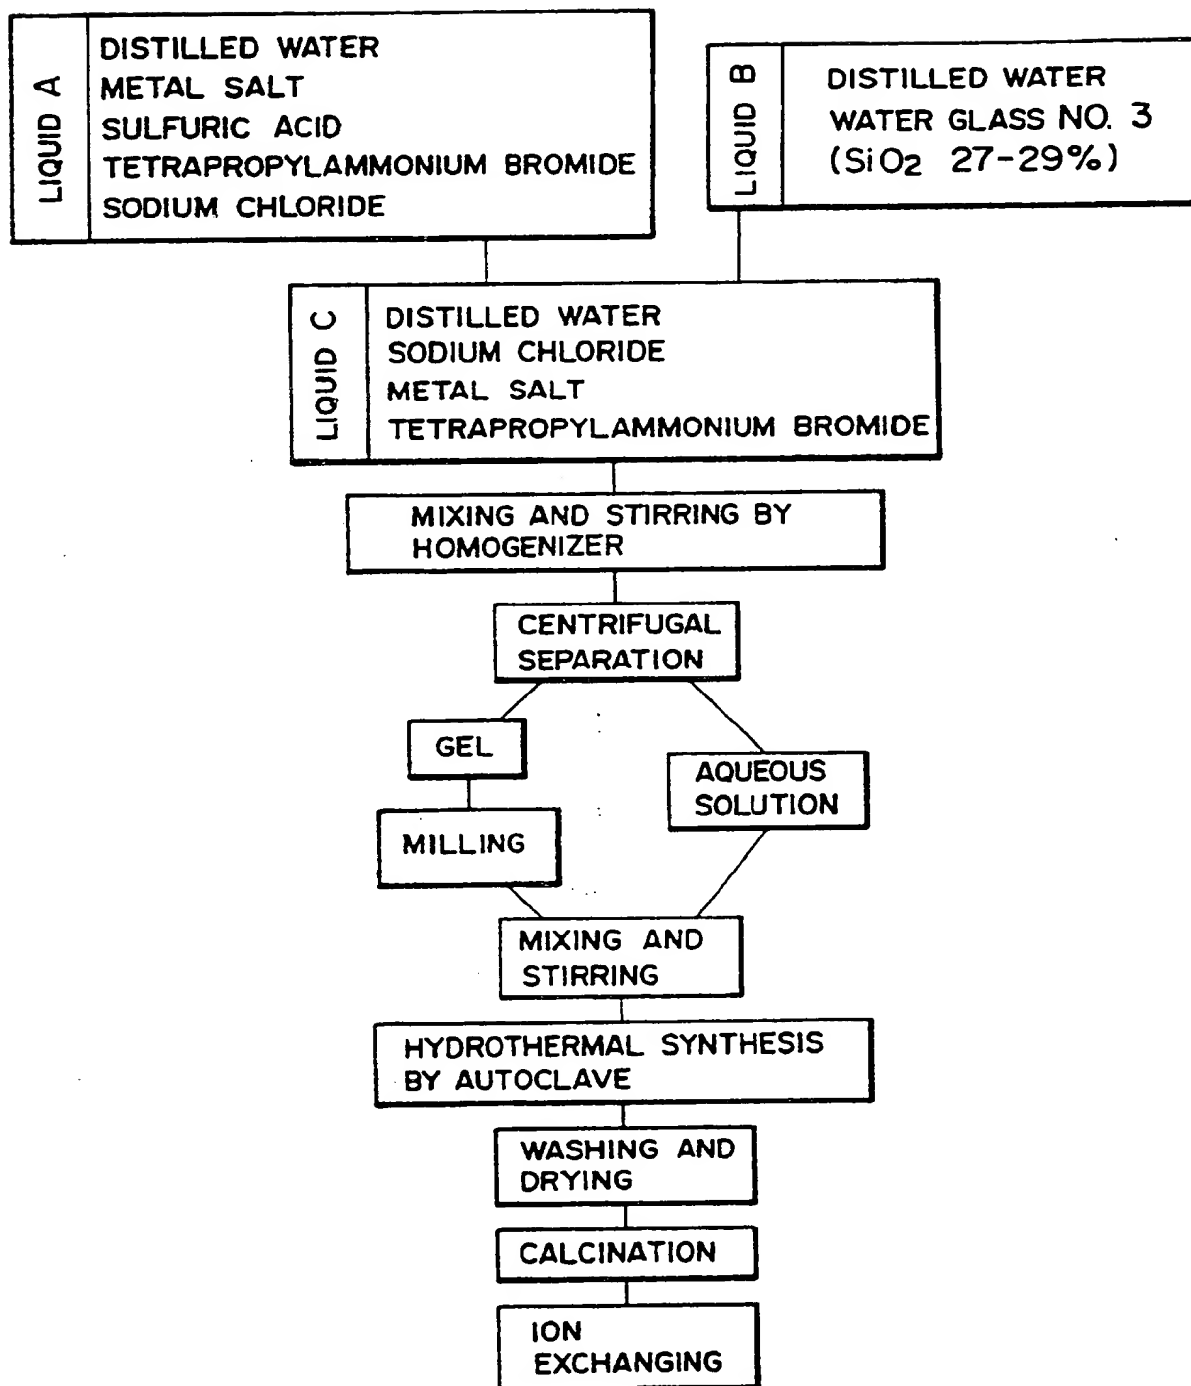 LIQUID A
DISTILLED WATER
METAL SALT
SULFURIC ACID
TETRAPROPYLAMMONIUM BROMIDE
SODIUM CHLORIDE
LIQUID B
DISTILLED WATER
WATER GLASS NO. 3
(SiO2 27-29%)
LIQUID C
DISTILLED WATER
SODIUM CHLORIDE
METAL SALT
TETRAPROPYLAMMONIUM BROMIDE
MIXING AND STIRRING BY
HOMOGENIZER
CENTRIFUGAL
SEPARATION
GEL
AQUEOUS
SOLUTION
MILLING
MIXING AND
STIRRING
HYDROTHERMAL SYNTHESIS
BY AUTOCLAVE
WASHING AND
DRYING
CALCINATION
ION
EXCHANGING